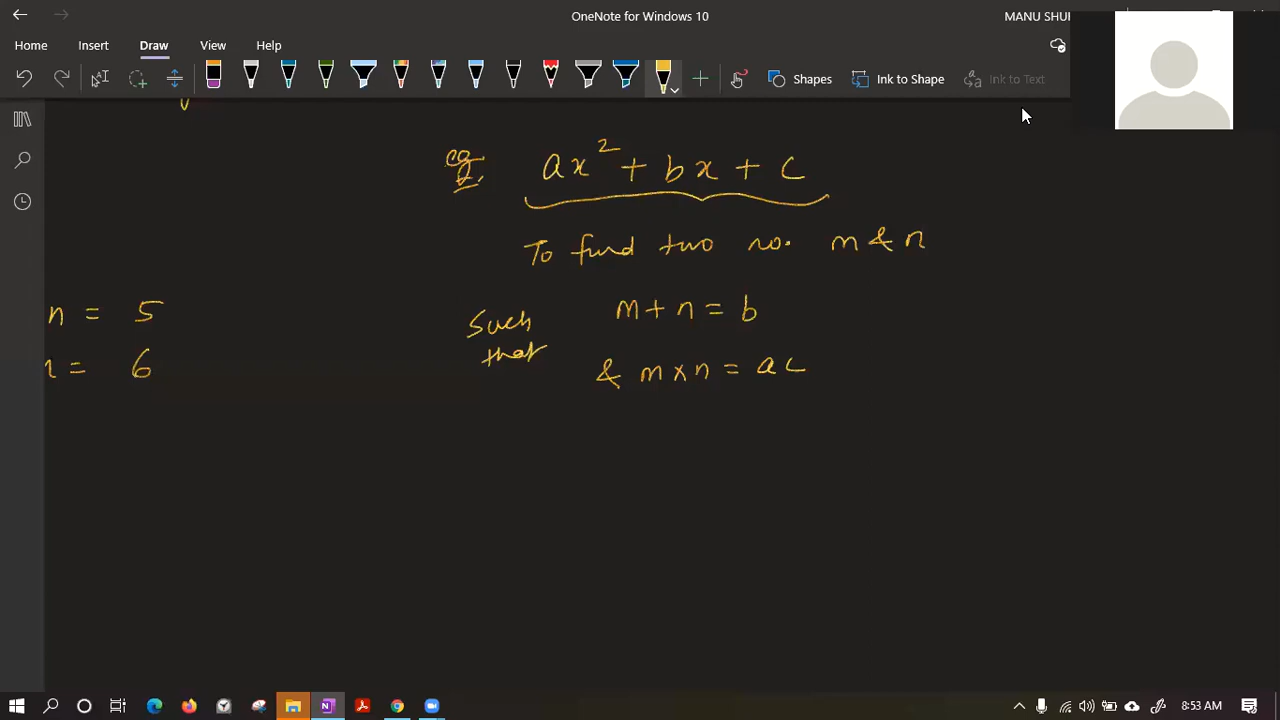 OneNote for Windows 10
MANU SHU
Home Insert Draw View Help
Shapes Ink to Shape Ink to Text
eg. ax² + bx + c
To find two no. m & n
n = 5
Such that
m + n = b
= 6
& m × n = ac
8:53 AM